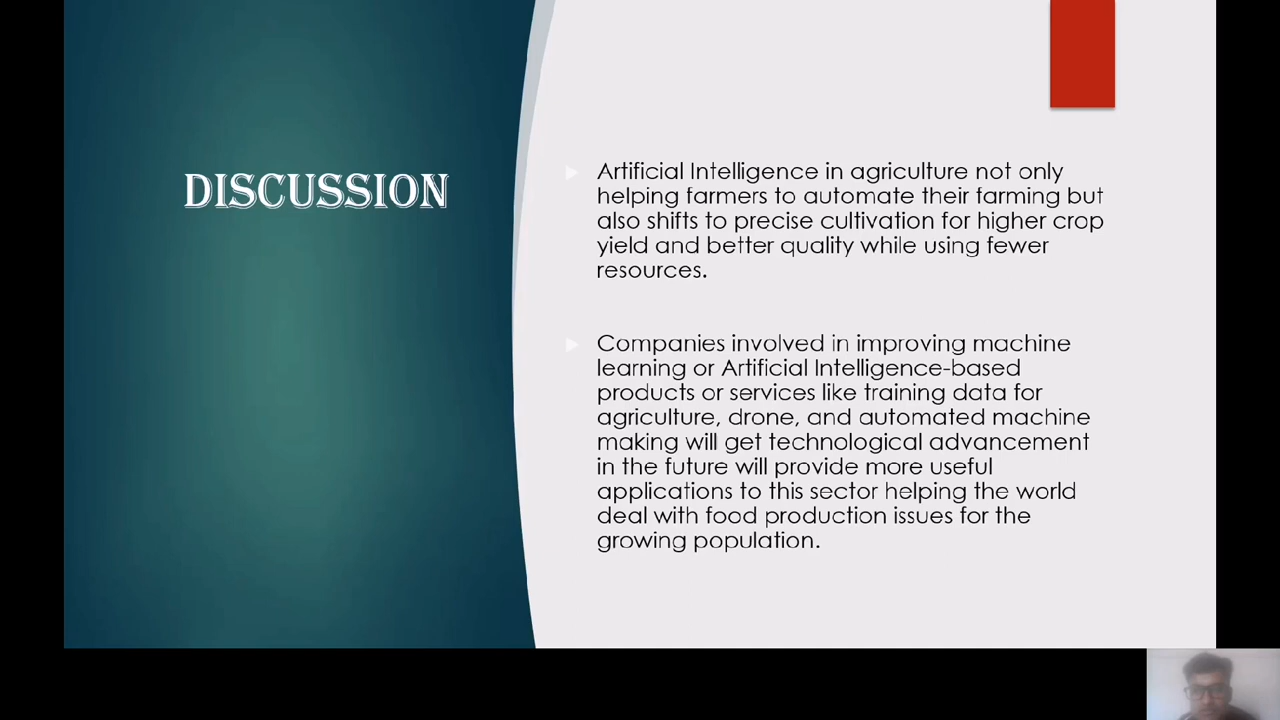 DISCUSSION
Artificial Intelligence in agriculture not only
helping farmers to automate their farming but
also shifts to precise cultivation for higher crop
yield and better quality while using fewer
resources.
Companies involved in improving machine
learning or Artificial Intelligence-based
products or services like training data for
agriculture, drone, and automated machine
making will get technological advancement
in the future will provide more useful
applications to this sector helping the world
deal with food production issues for the
growing population.